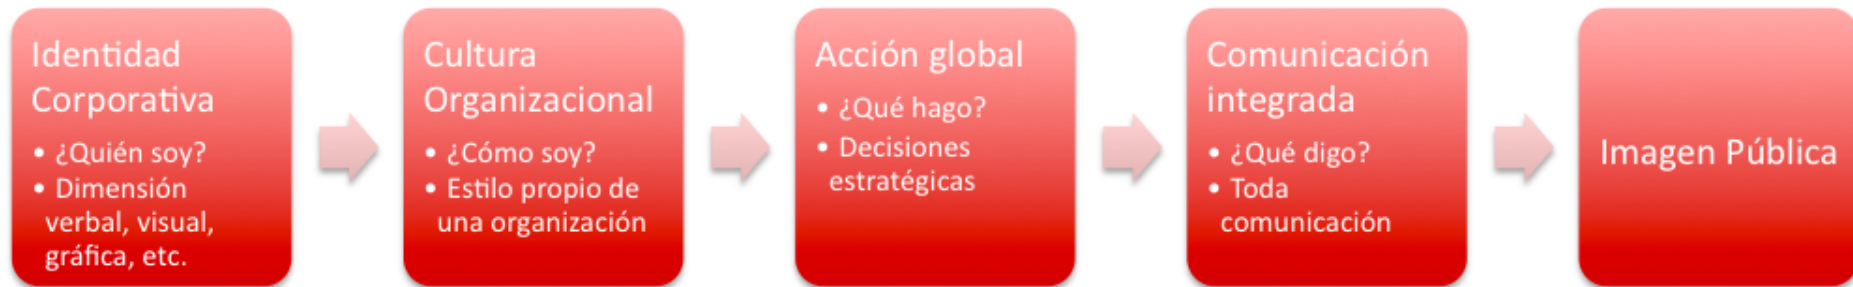 Identidad
Corporativa
• ¿Quién soy?
• Dimensión
verbal, visual,
gráfica, etc.
Cultura
Organizacional
• ¿Cómo soy?
• Estilo propio de
una organización
Acción global
• ¿Qué hago?
• Decisiones
estratégicas
Comunicación
integrada
• ¿Qué digo?
• Toda
comunicación
Imagen Pública